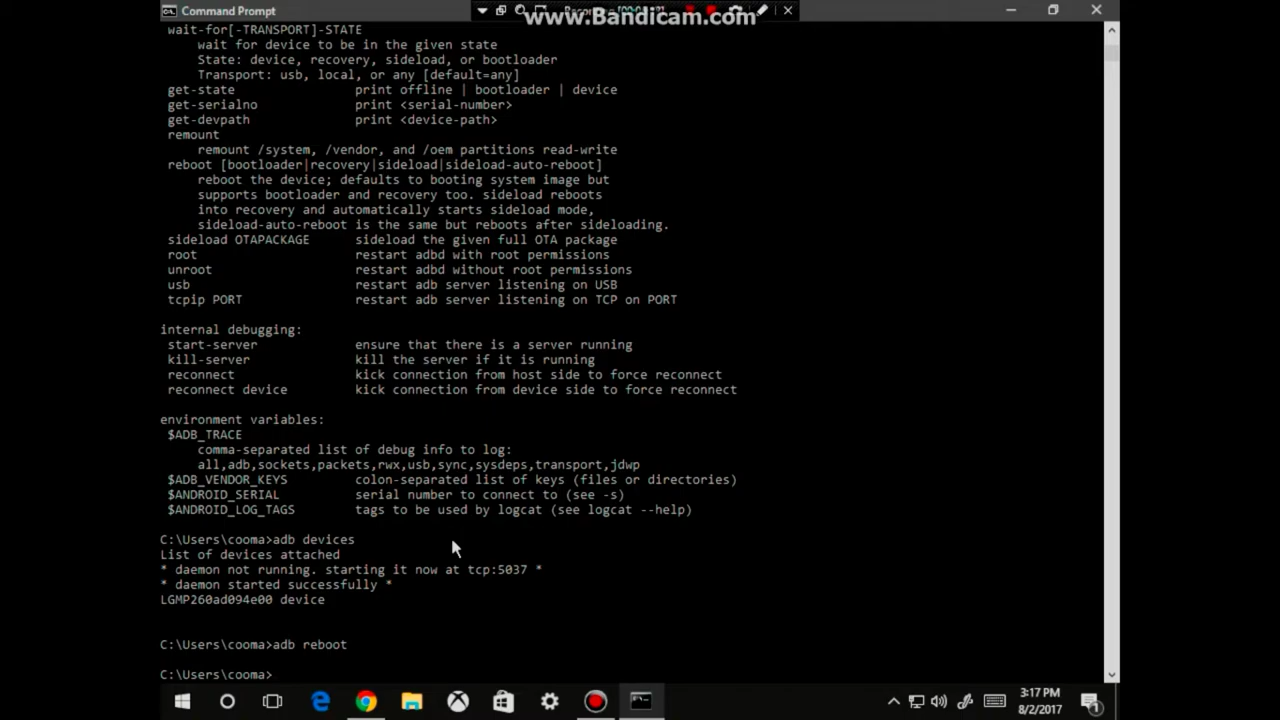 Command Prompt
www.Bandicam.com
wait-for[-TRANSPORT]-STATE
wait for device to be in the given state
State: device, recovery, sideload, or bootloader
Transport: usb, local, or any [default=any]
get-state print offline | bootloader | device
get-serialno print <serial-number>
get-devpath print <device-path>
remount
remount /system, /vendor, and /oem partitions read-write
reboot [bootloader|recovery|sideload|sideload-auto-reboot]
reboot the device; defaults to booting system image but
supports bootloader and recovery too. sideload reboots
into recovery and automatically starts sideload mode,
sideload-auto-reboot is the same but reboots after sideloading.
sideload OTAPACKAGE sideload the given full OTA package
root restart adbd with root permissions
unroot restart adbd without root permissions
usb restart adb server listening on USB
tcpip PORT restart adb server listening on TCP on PORT
internal debugging:
start-server ensure that there is a server running
kill-server kill the server if it is running
reconnect kick connection from host side to force reconnect
reconnect device kick connection from device side to force reconnect
environment variables:
$ADB_TRACE
comma-separated list of debug info to log:
all,adb,sockets,packets,rwx,usb,sync,sysdeps,transport,jdwp
$ADB_VENDOR_KEYS colon-separated list of keys (files or directories)
$ANDROID_SERIAL serial number to connect to (see -s)
$ANDROID_LOG_TAGS tags to be used by logcat (see logcat --help)
C:\Users\cooma>adb devices
List of devices attached
* daemon not running. starting it now at tcp:5037 *
* daemon started successfully *
LGMP260ad094e00 device
C:\Users\cooma>adb reboot
C:\Users\cooma>
3:17 PM
8/2/2017
1